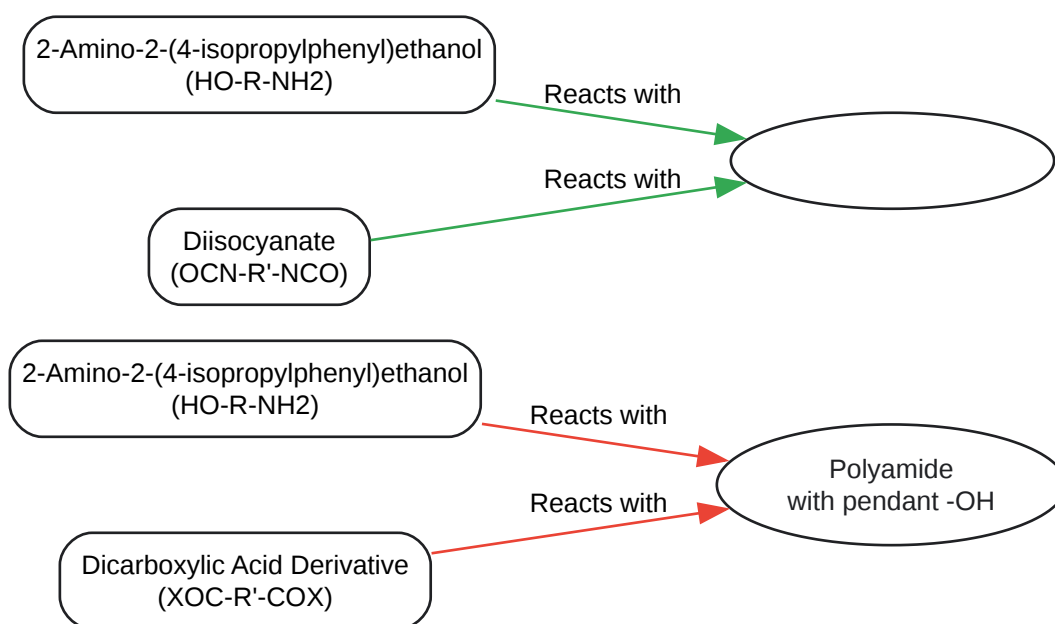 2-Amino-2-(4-isopropylphenyl)ethanol
(HO-R-NH2)
Reacts with
Reacts with
Diisocyanate
(OCN-R'-NCO)
2-Amino-2-(4-isopropylphenyl)ethanol
(HO-R-NH2)
Reacts with
Polyamide
with pendant -OH
Reacts with
Dicarboxylic Acid Derivative
(XOC-R'-COX)